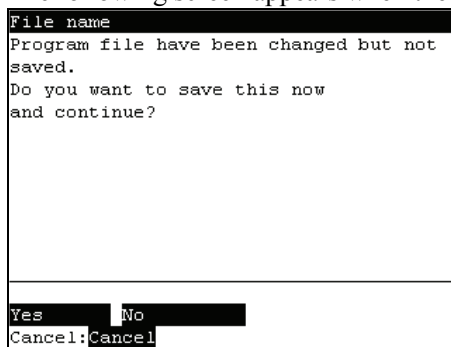 File name
Program file have been changed but not
saved.
Do you want to save this now
and continue?
Yes No
Cancel:Cancel